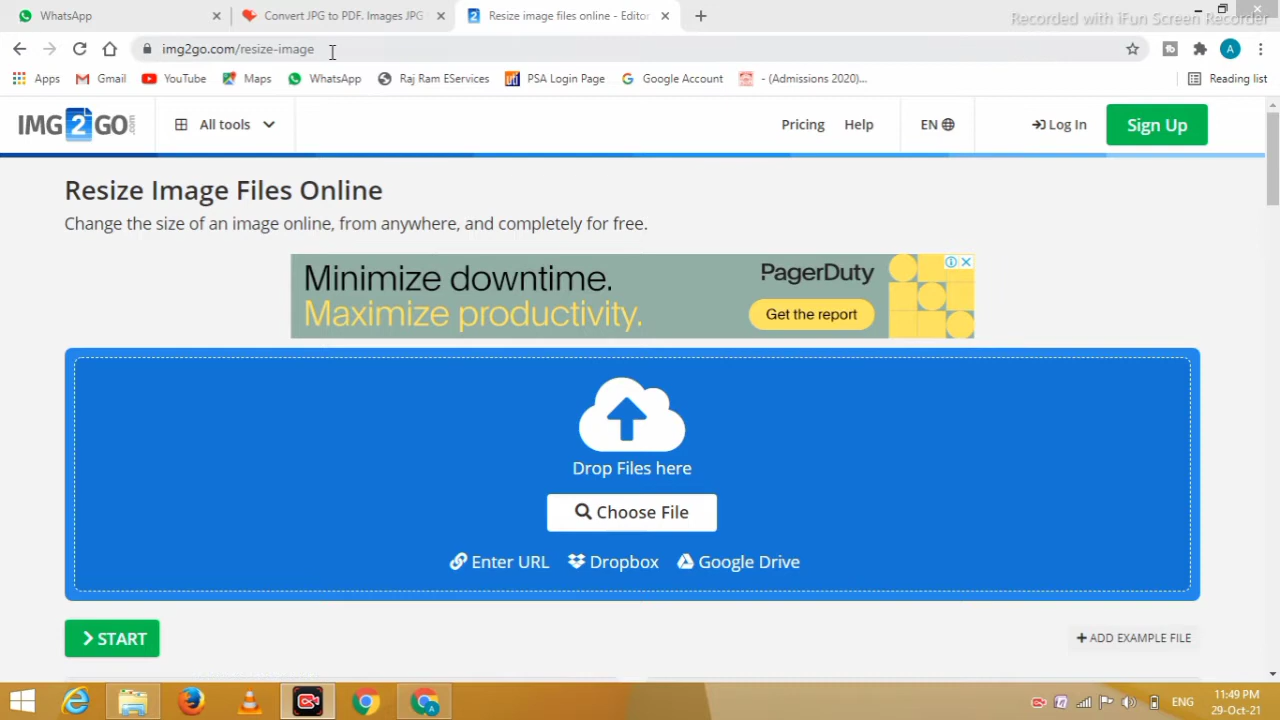 WhatsApp
Convert JPG to PDF. Images JPG
Resize image files online - Editor
Recorded with iFun Screen Recorder
img2go.com/resize-image
A
Apps
Gmail
YouTube
Maps
WhatsApp
Raj Ram EServices
PSA Login Page
Google Account
- (Admissions 2020)...
Reading list
IMG2GO.com
All tools
Pricing
Help
EN
Log In
Sign Up
Resize Image Files Online
Change the size of an image online, from anywhere, and completely for free.
Minimize downtime.
Maximize productivity.
PagerDuty
Get the report
Drop Files here
Choose File
Enter URL
Dropbox
Google Drive
START
+ ADD EXAMPLE FILE
ENG
11:49 PM
29-Oct-21